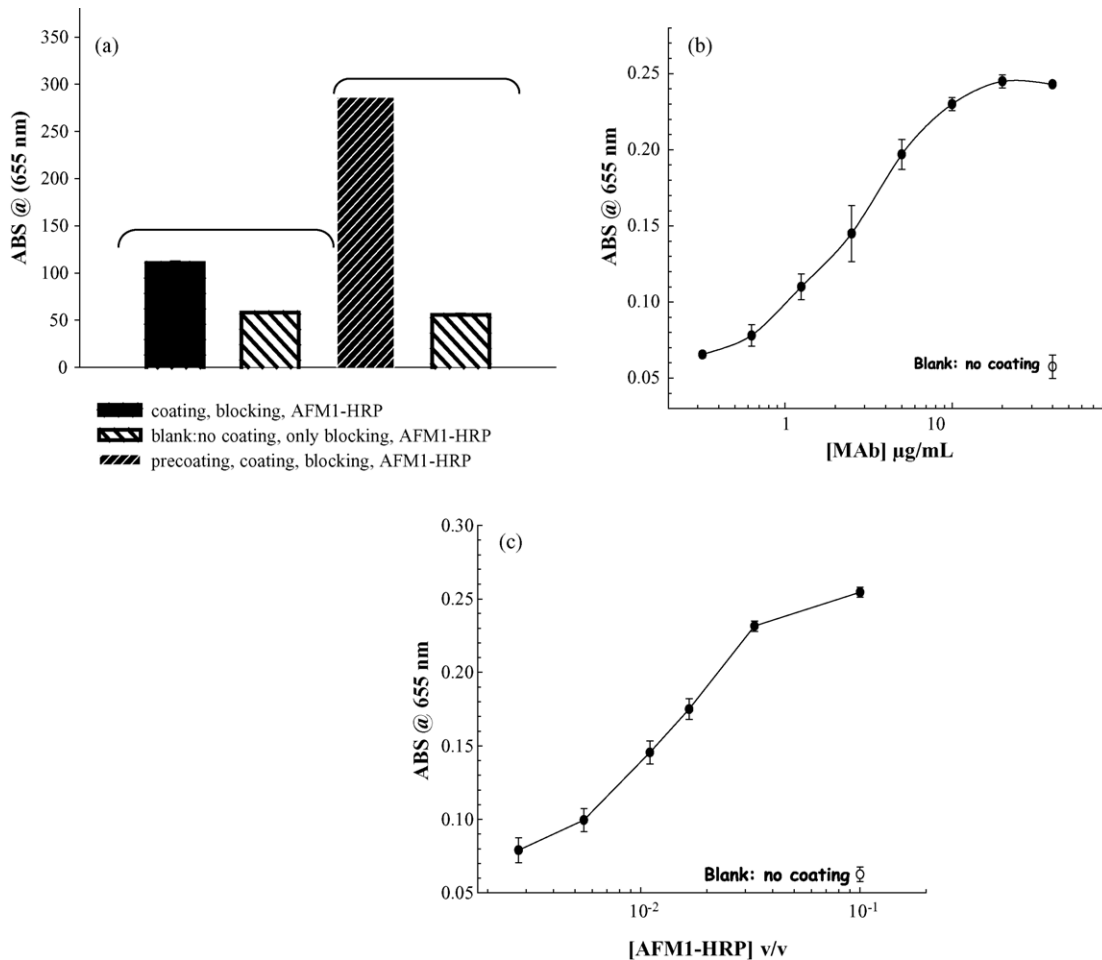 (a)
350
300
250
200
150
100
50
0
ABS @ (655 nm)
coating, blocking, AFM1-HRP
blank:no coating, only blocking, AFM1-HRP
precoating, coating, blocking, AFM1-HRP
(b)
0.25
0.20
0.15
0.10
0.05
ABS @ 655 nm
Blank: no coating
1 10
[MAb] µg/mL
(c)
0.30
0.25
0.20
0.15
0.10
0.05
ABS @ 655 nm
Blank: no coating
10-2 10-1
[AFM1-HRP] v/v